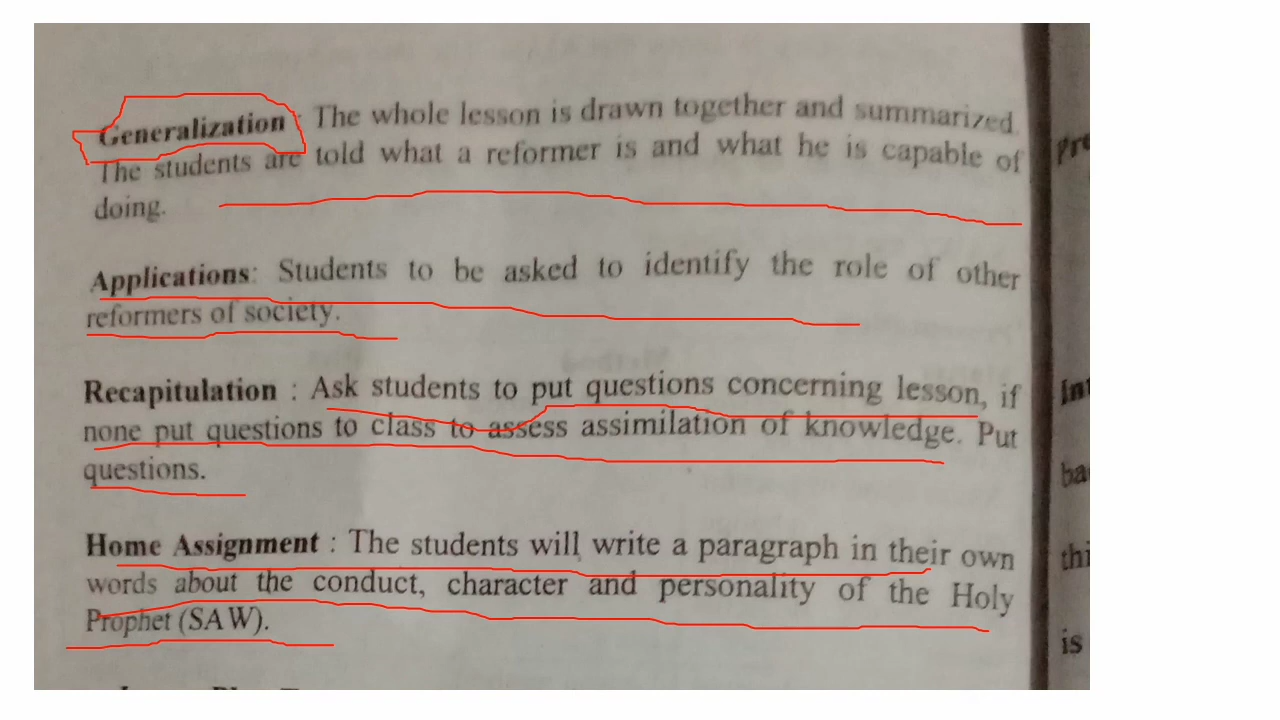 Generalization : The whole lesson is drawn together and summarized.
The students are told what a reformer is and what he is capable of
doing.
Applications: Students to be asked to identify the role of other
reformers of society.
Recapitulation : Ask students to put questions concerning lesson, if
none put questions to class to assess assimilation of knowledge. Put
questions.
Home Assignment : The students will write a paragraph in their own
words about the conduct, character and personality of the Holy
Prophet (SAW).
ba
thi
is